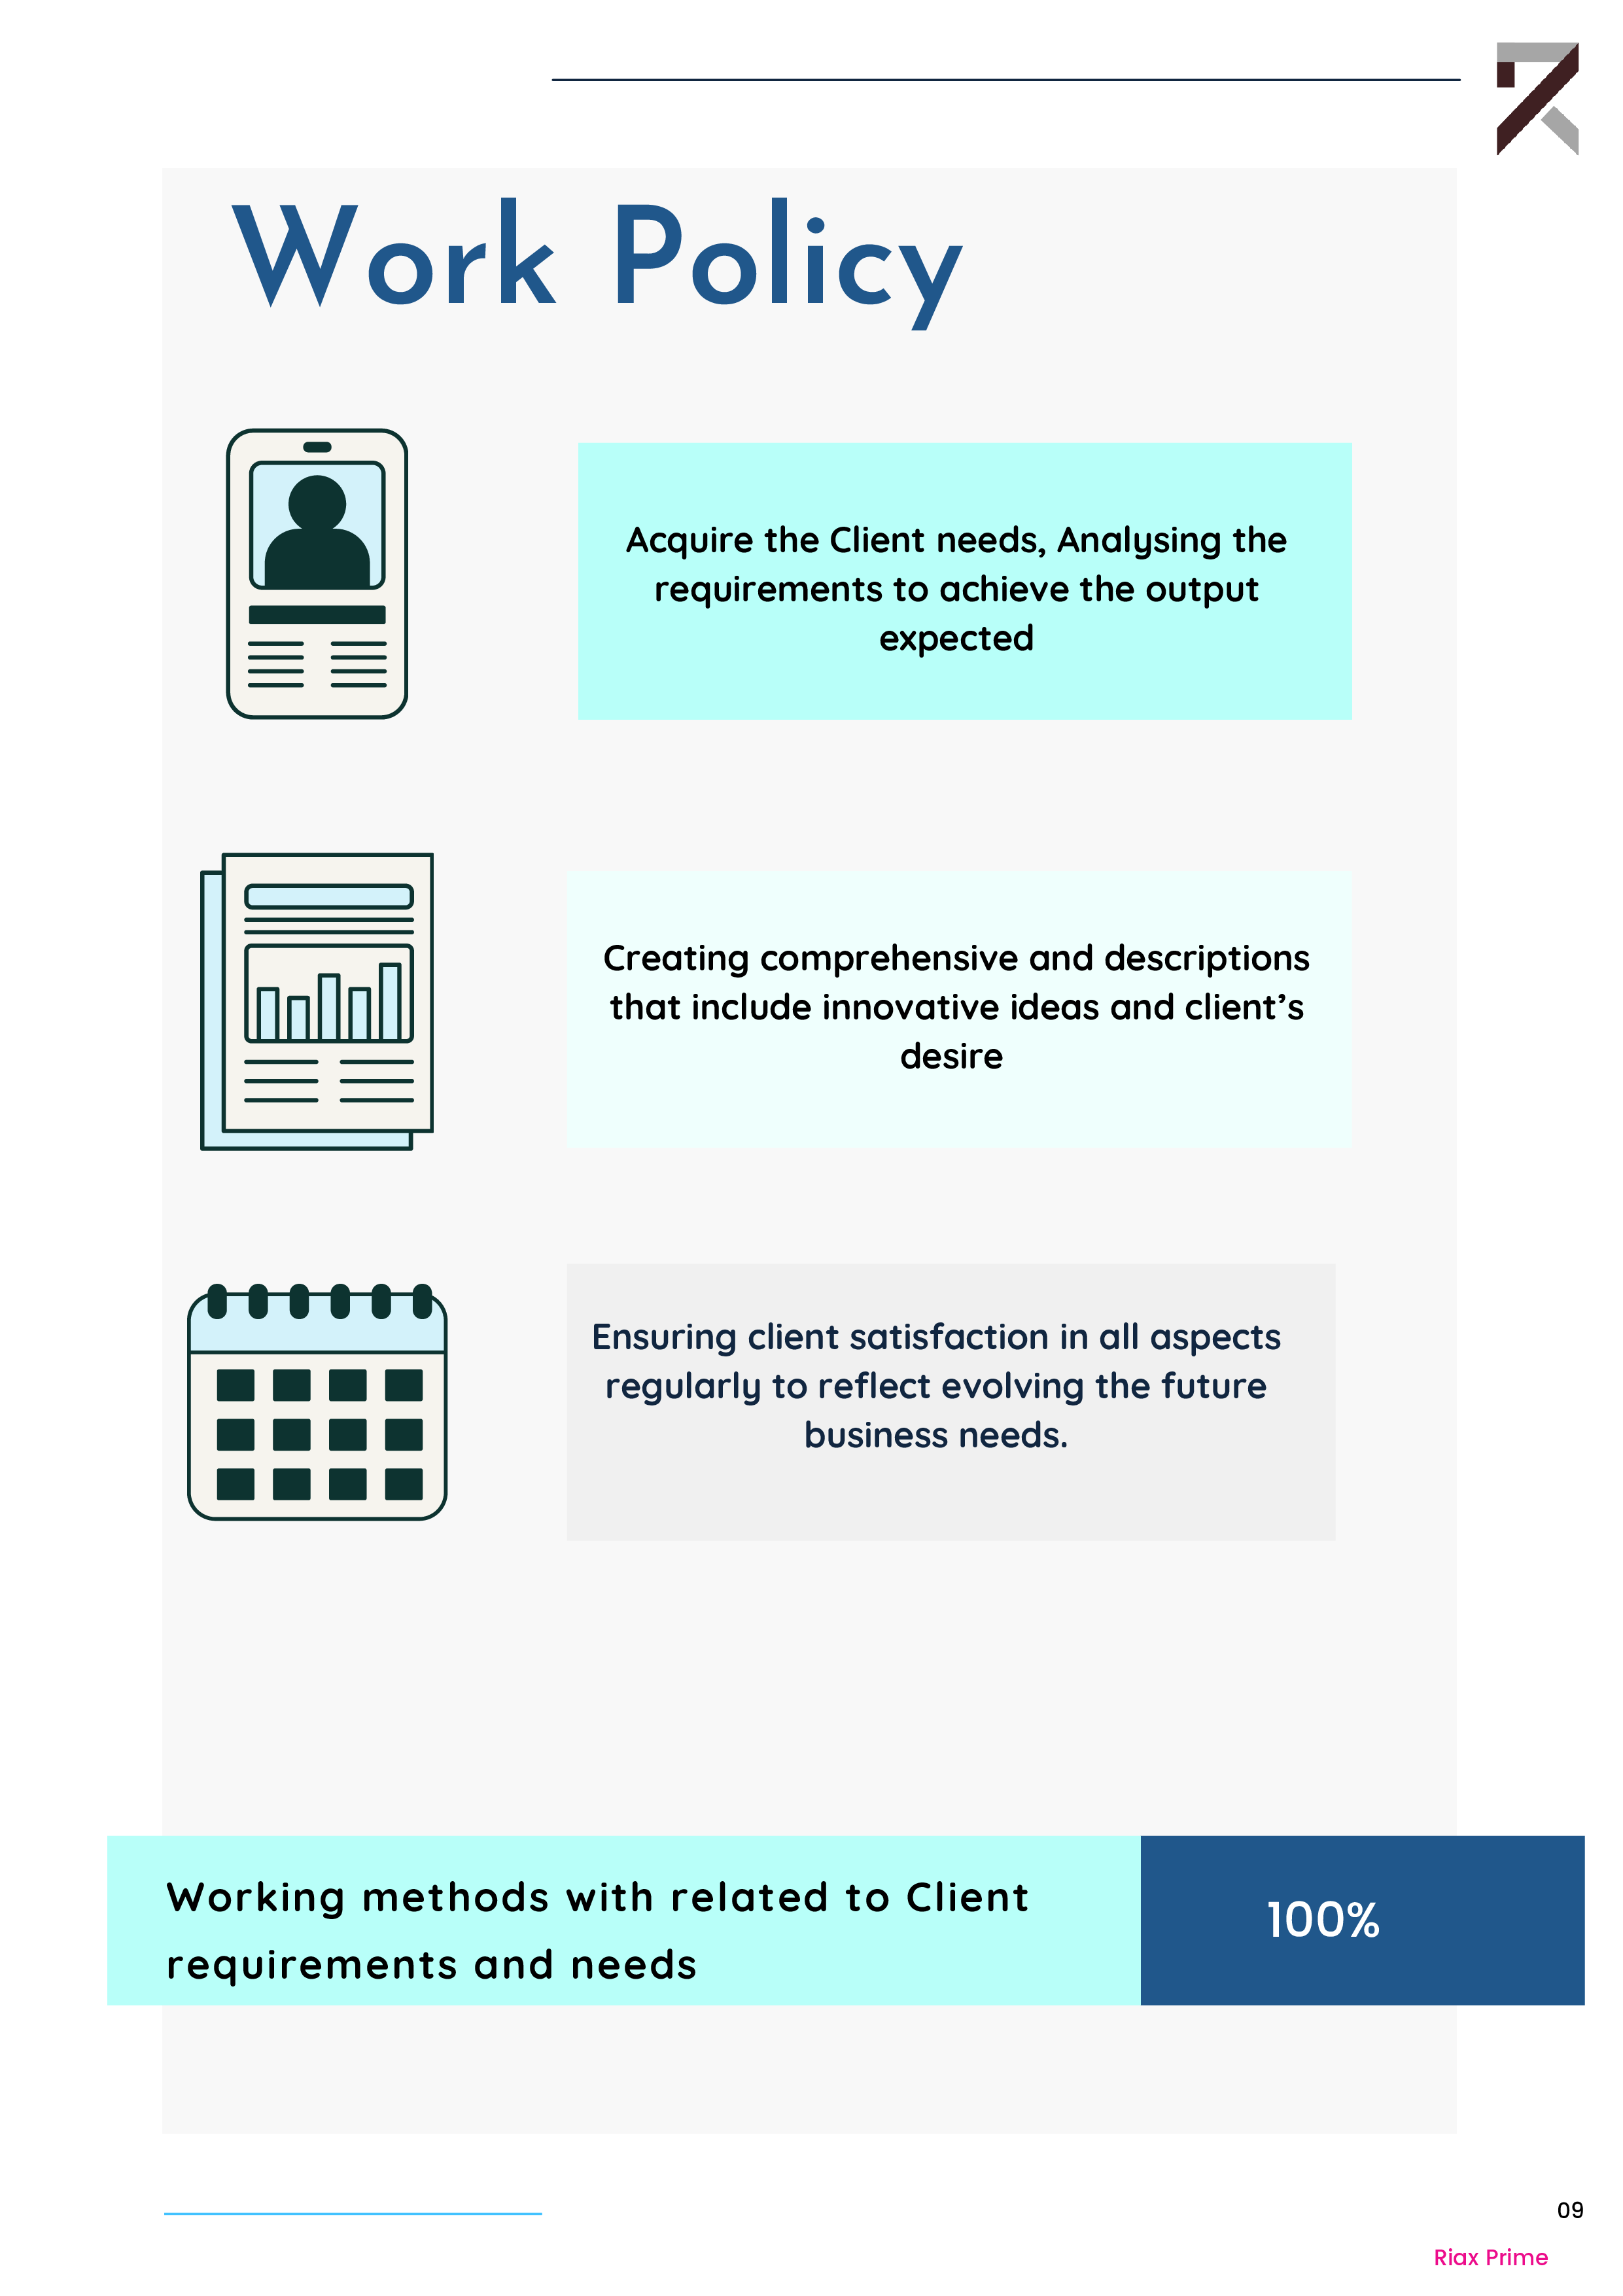 Work Policy
Acquire the Client needs, Analysing the
requirements to achieve the output
expected
Creating comprehensive and descriptions
that include innovative ideas and client’s
desire
Ensuring client satisfaction in all aspects
regularly to reflect evolving the future
business needs.
Working methods with related to Client
requirements and needs
100%
09
Riax Prime